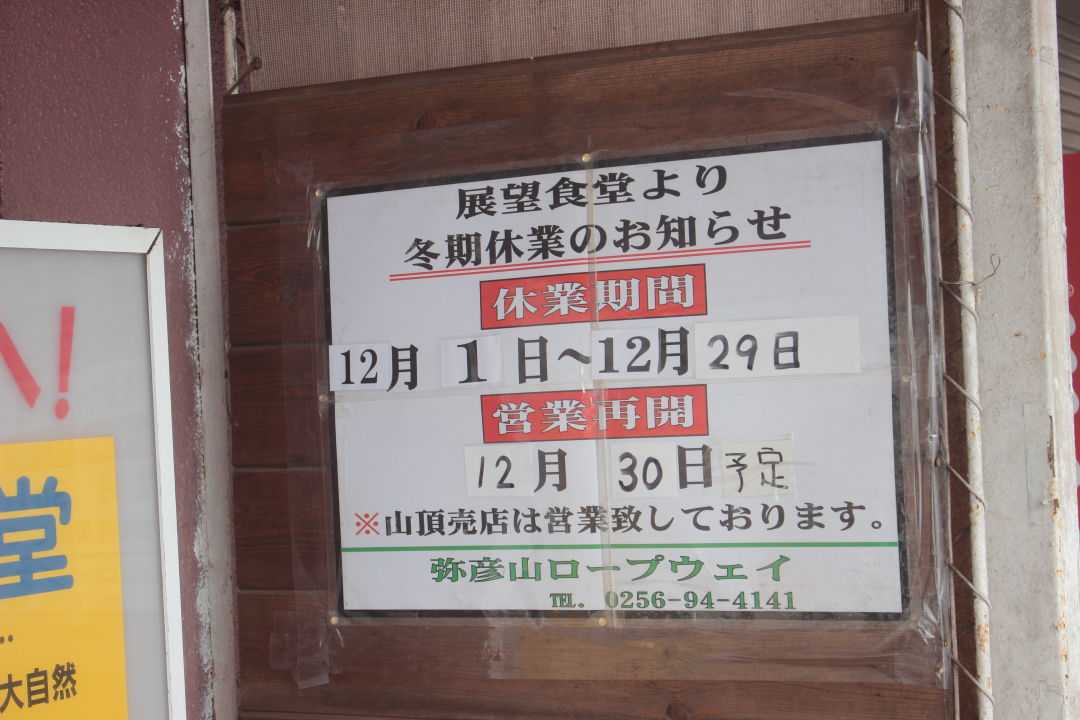 展望食堂より
冬期休業のお知らせ
休業期間
12月 1 日～12月 29日
営業再開
12月 30日予定
※山頂売店は営業致しております。
弥彦山ロープウェイ
TEL. 0256-94-4141
!
堂
大自然